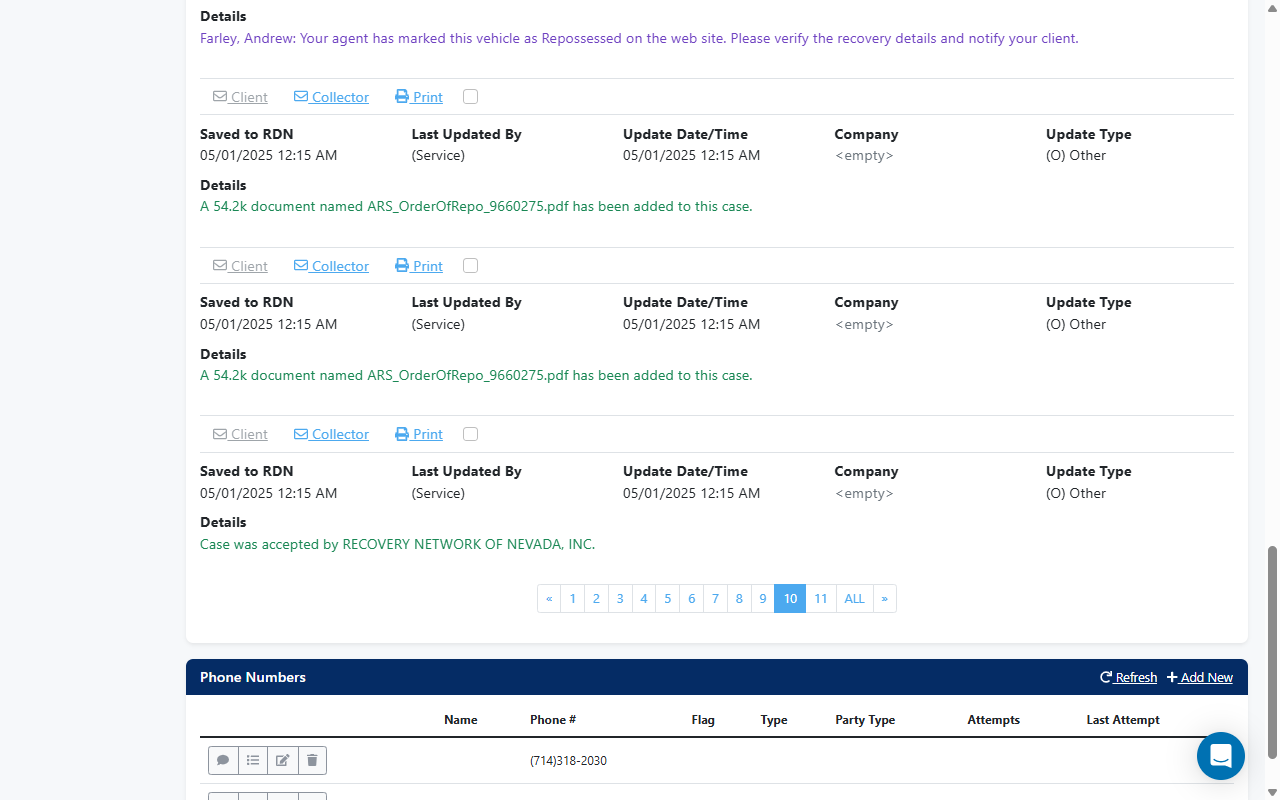 Details
Farley, Andrew: Your agent has marked this vehicle as Repossessed on the web site. Please verify the recovery details and notify your client.
Client Collector Print
Saved to RDN Last Updated By Update Date/Time Company Update Type
05/01/2025 12:15 AM (Service) 05/01/2025 12:15 AM <empty> (O) Other
Details
A 54.2k document named ARS_OrderOfRepo_9660275.pdf has been added to this case.
Client Collector Print
Saved to RDN Last Updated By Update Date/Time Company Update Type
05/01/2025 12:15 AM (Service) 05/01/2025 12:15 AM <empty> (O) Other
Details
A 54.2k document named ARS_OrderOfRepo_9660275.pdf has been added to this case.
Client Collector Print
Saved to RDN Last Updated By Update Date/Time Company Update Type
05/01/2025 12:15 AM (Service) 05/01/2025 12:15 AM <empty> (O) Other
Details
Case was accepted by RECOVERY NETWORK OF NEVADA, INC.
« 1 2 3 4 5 6 7 8 9 10 11 ALL »
Phone Numbers Refresh Add New
Name Phone # Flag Type Party Type Attempts Last Attempt
(714)318-2030